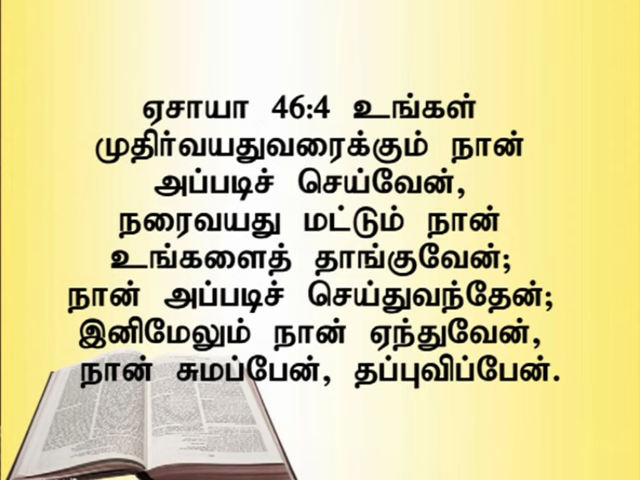 ஏசாயா 46:4 உங்கள்
முதிர்வயதுவரைக்கும் நான்
அப்படிச் செய்வேன்,
நரைவயது மட்டும் நான்
உங்களைத் தாங்குவேன்;
நான் அப்படிச் செய்துவந்தேன்;
இனிமேலும் நான் ஏந்துவேன்,
நான் சுமப்பேன், தப்புவிப்பேன்.